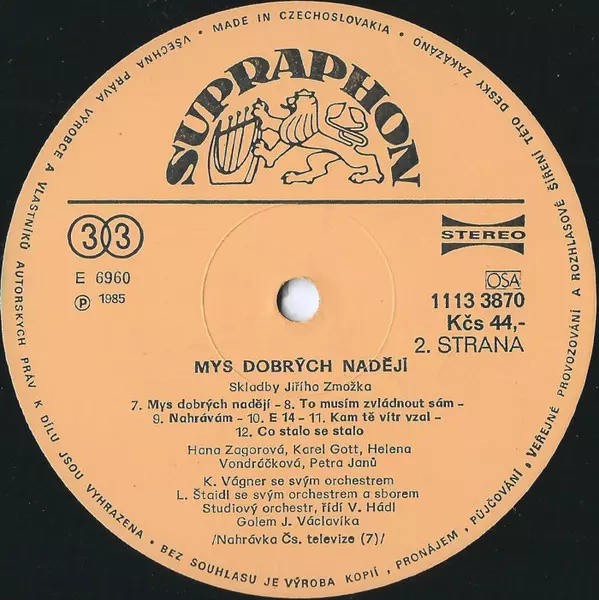 MADE IN CZECHOSLOVAKIA • VŠECHNA PRÁVA VÝROBCE A VLASTNÍKŮ AUTORSKÝCH PRÁV K DÍLU JSOU VYHRAZENA • BEZ SOUHLASU JE VÝROBA KOPIÍ, PRONÁJEM, PŮJČOVÁNÍ • VEŘEJNÉ PROVOZOVÁNÍ A ROZHLASOVÉ ŠÍŘENÍ TÉTO DESKY ZAKÁZÁNO •
SUPRAPHON
33
STEREO
E 6960
OSA
℗ 1985
1113 3870
Kčs 44,-
2. STRANA
MYS DOBRÝCH NADĚJÍ
Skladby Jiřího Zmožka
7. Mys dobrých nadějí – 8. To musím zvládnout sám –
9. Nahrávám – 10. E 14 – 11. Kam tě vítr vzal –
12. Co stalo se stalo
Hana Zagorová, Karel Gott, Helena
Vondráčková, Petra Janů
K. Vágner se svým orchestrem
L. Štaidl se svým orchestrem a sborem
Studiový orchestr, řídí V. Hádl
Golem J. Václavíka
/Nahrávka Čs. televize (7)/